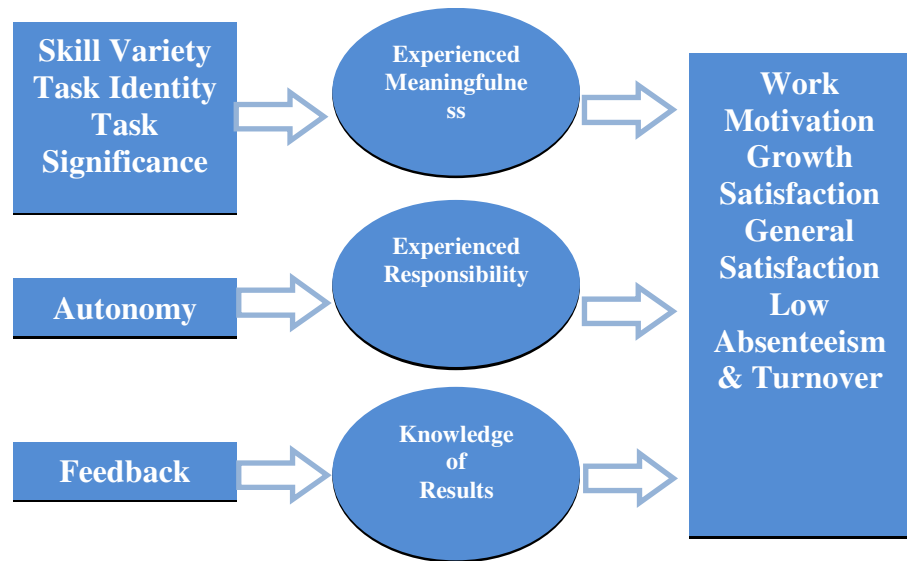 Skill Variety
Task Identity
Task
Significance
Experienced
Meaningfulne
ss
Work
Motivation
Growth
Satisfaction
General
Satisfaction
Low
Absenteeism
& Turnover
Autonomy
Experienced
Responsibility
Feedback
Knowledge
of
Results